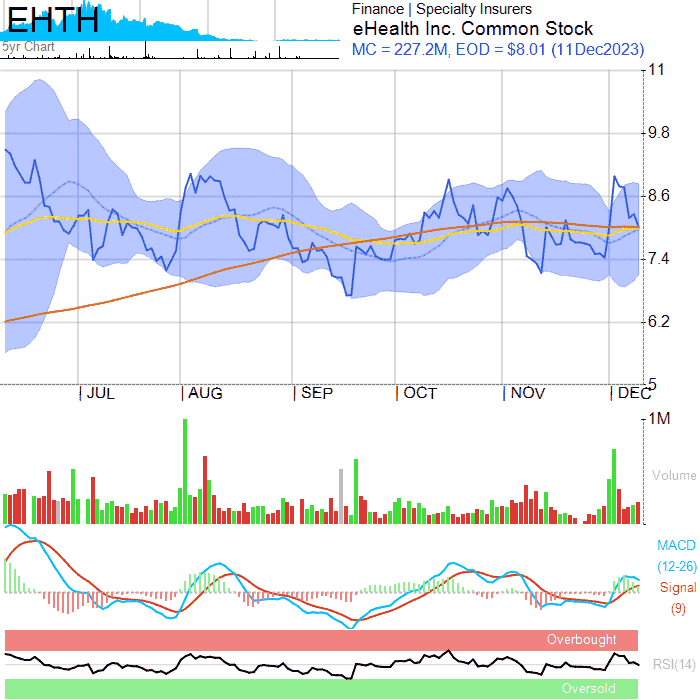 EHTH
5yr Chart
Finance | Specialty Insurers
eHealth Inc. Common Stock
MC = 227.2M, EOD = $8.01 (11Dec2023)
11
9.8
8.6
7.4
6.2
5
| JUL | AUG | SEP | OCT | NOV | DEC
1M
Volume
MACD
(12-26)
Signal
(9)
Overbought
RSI(14)
Oversold